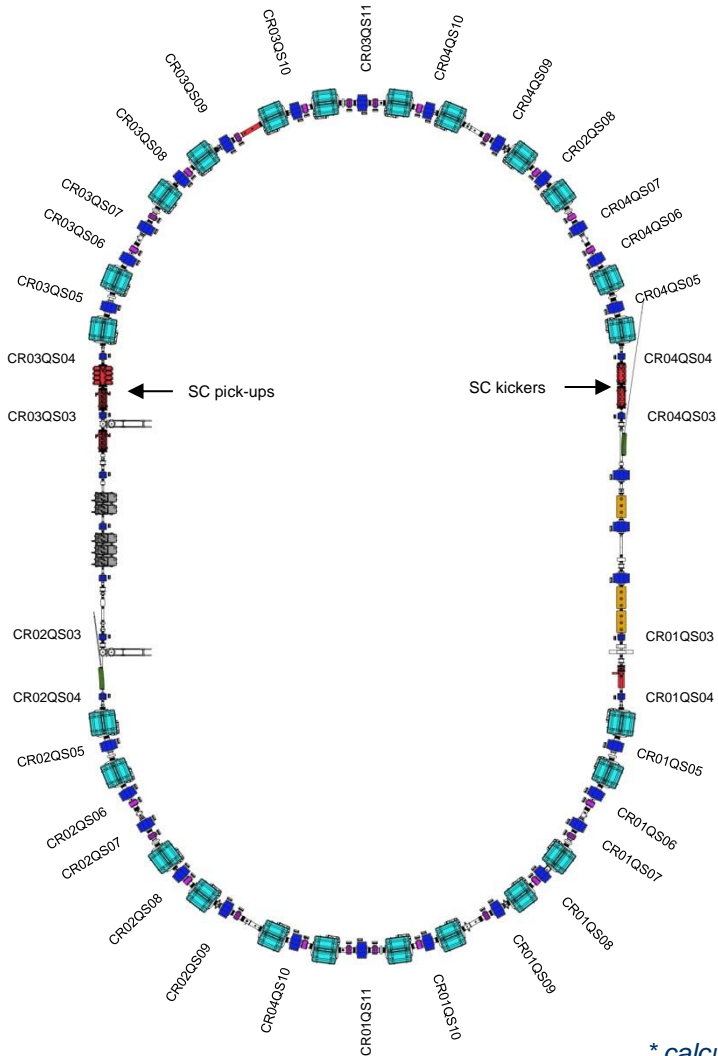 CR03QS11
CR03QS10
CR04QS10
CR03QS09
CR04QS09
CR03QS08
CR02QS08
CR03QS07
CR04QS07
CR03QS06
CR04QS06
CR03QS05
CR04QS05
CR03QS04
CR04QS04
SC pick-ups
SC kickers
CR03QS03
CR04QS03
CR02QS03
CR01QS03
CR02QS04
CR01QS04
CR02QS05
CR01QS05
CR02QS06
CR01QS06
CR02QS07
CR01QS07
CR02QS08
CR01QS08
CR02QS09
CR01QS09
CR04QS10
CR01QS10
CR01QS11
* calcu